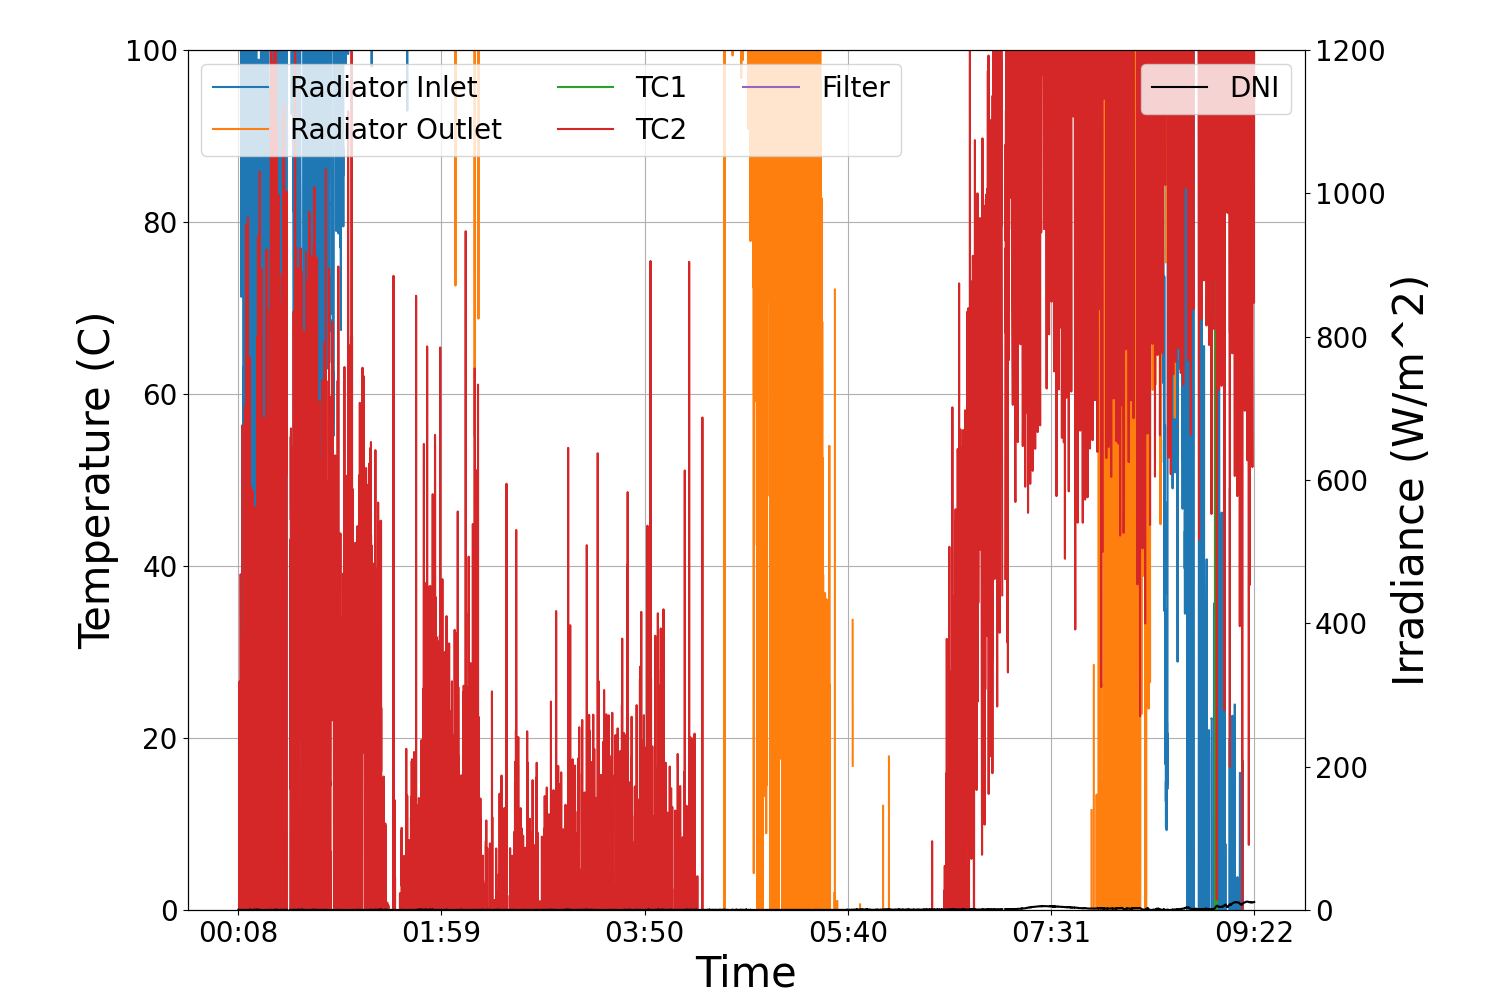 100
80
60
40
20
0
Temperature (C)
Radiator Inlet
Radiator Outlet
TC1
TC2
Filter
DNI
1200
1000
800
600
400
200
0
Irradiance (W/m^2)
00:08
01:59
03:50
05:40
07:31
09:22
Time